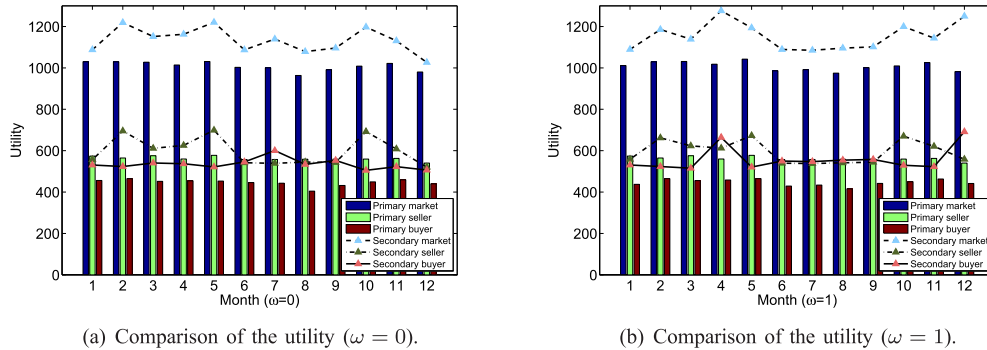 1200
1000
800
600
400
200
0
Utility
Primary market
Primary seller
Primary buyer
Secondary market
Secondary seller
Secondary buyer
1 2 3 4 5 6 7 8 9 10 11 12
Month (ω=0)
(a) Comparison of the utility (ω = 0).
1200
1000
800
600
400
200
0
Utility
Primary market
Primary seller
Primary buyer
Secondary market
Secondary seller
Secondary buyer
1 2 3 4 5 6 7 8 9 10 11 12
Month (ω=1)
(b) Comparison of the utility (ω = 1).